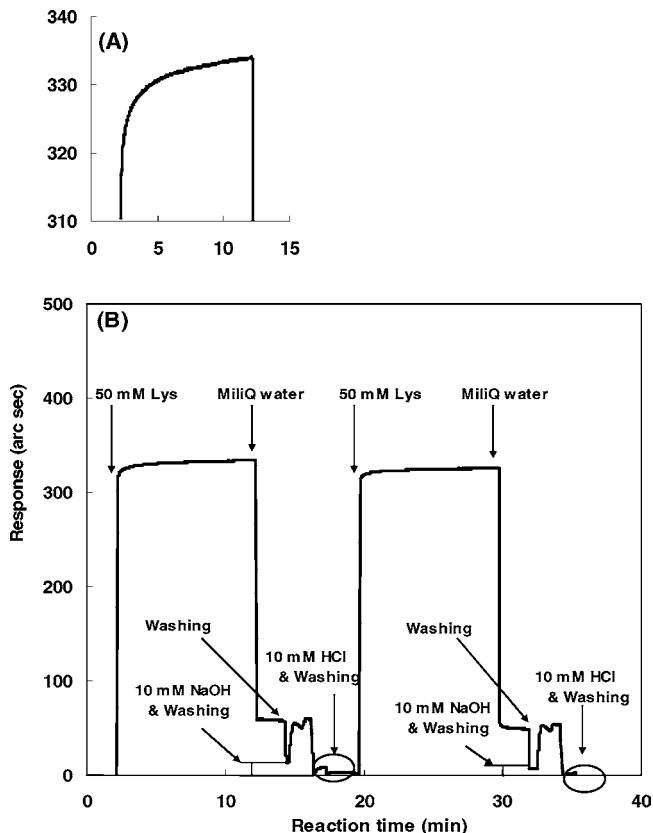 (A)
340
330
320
310
0
5
10
15
(B)
500
400
300
200
100
0
Response (arc sec)
50 mM Lys
MiliQ water
50 mM Lys
MiliQ water
Washing
10 mM HCl
& Washing
10 mM NaOH
& Washing
Washing
10 mM HCl
& Washing
10 mM NaOH
& Washing
0
10
20
30
40
Reaction time (min)